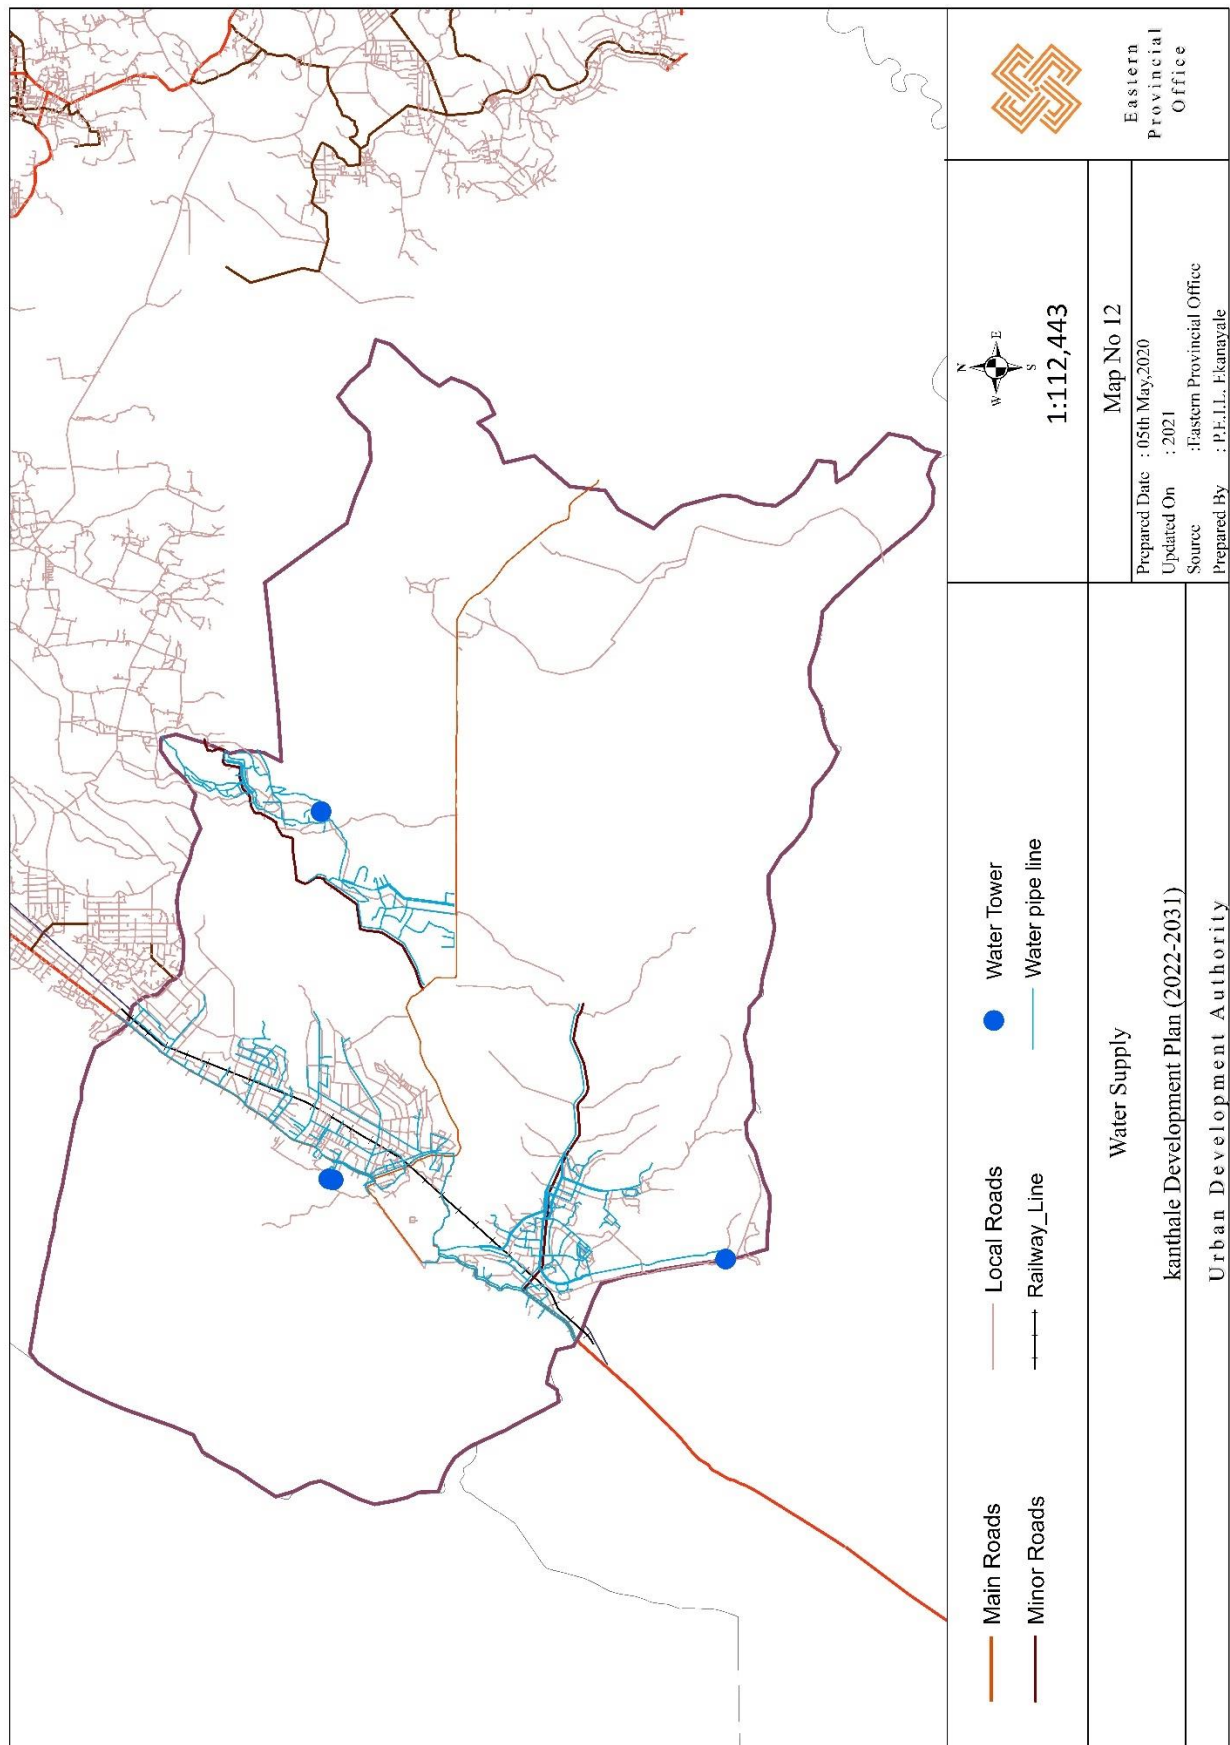 Main Roads
Minor Roads
Local Roads
Railway_Line
Water Tower
Water pipe line
Water Supply
kanthale Development Plan (2022-2031)
Urban Development Authority
N
W E
S
1:112,443
Map No 12
Prepared Date : 05th May,2020
Updated On : 2021
Source :Eastern Provincial Office
Prepared By : P.E.I.L. Ekanayale
Eastern
Provincial
Office